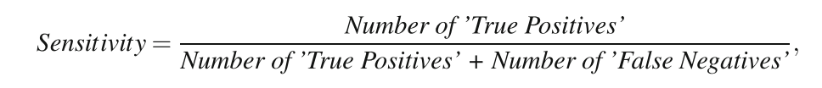 Number of 'True Positives'
Sensitivity =
Number of 'True Positives' + Number of 'False Negatives',